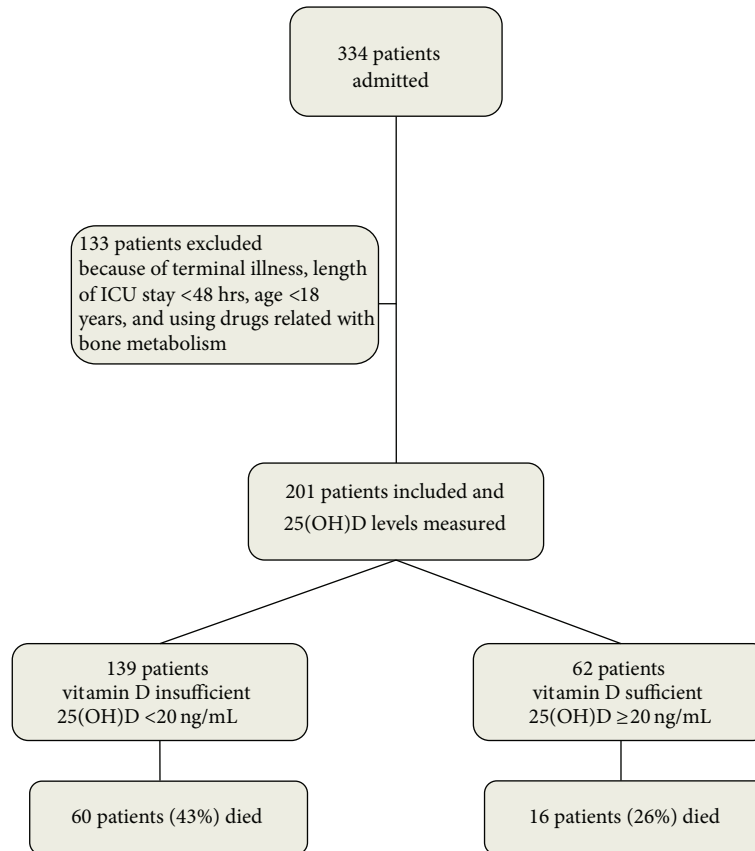 334 patients
admitted
133 patients excluded
because of terminal illness, length
of ICU stay <48 hrs, age <18
years, and using drugs related with
bone metabolism
201 patients included and
25(OH)D levels measured
139 patients
vitamin D insufficient
25(OH)D <20 ng/mL
62 patients
vitamin D sufficient
25(OH)D ≥20 ng/mL
60 patients (43%) died
16 patients (26%) died